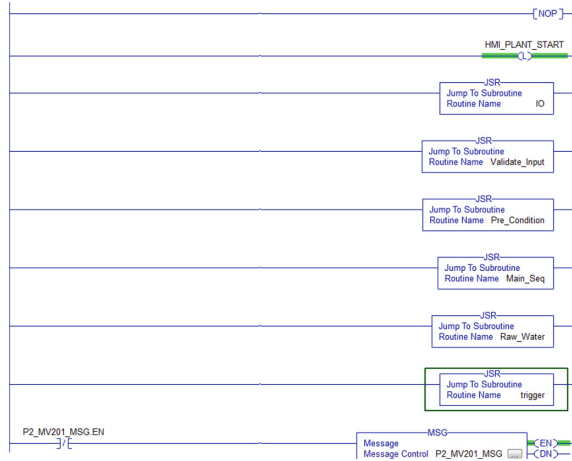 NOP
HMI_PLANT_START
L
JSR
Jump To Subroutine
Routine Name IO
JSR
Jump To Subroutine
Routine Name Validate_Input
JSR
Jump To Subroutine
Routine Name Pre_Condition
JSR
Jump To Subroutine
Routine Name Main_Seq
JSR
Jump To Subroutine
Routine Name Raw_Water
JSR
Jump To Subroutine
Routine Name trigger
P2_MV201_MSG.EN
MSG
Message
EN
Message Control P2_MV201_MSG ...
DN